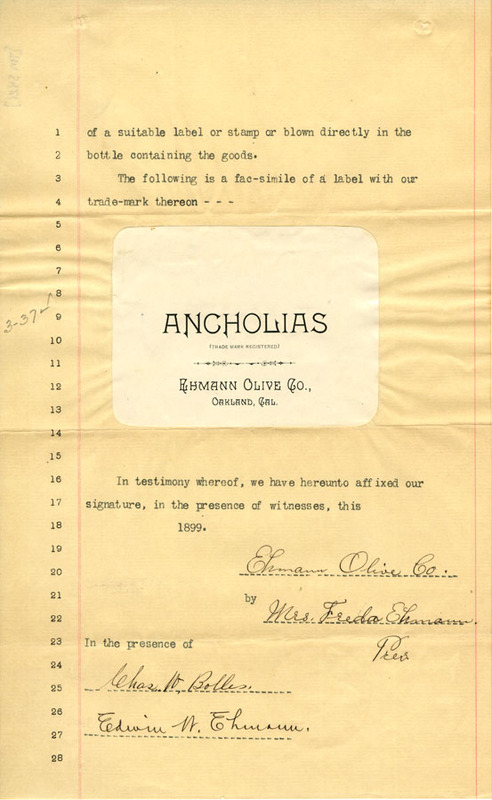 1 of a suitable label or stamp or blown directly in the
2 bottle containing the goods.
3 The following is a fac-simile of a label with our
4 trade-mark thereon - - -
5
6
7
8
3-37
9
10
11
12
13
14
ANCHOLIAS
(TRADE MARK REGISTERED)
EHMANN OLIVE CO.,
OAKLAND, CAL.
15
16 In testimony whereof, we have hereunto affixed our
17 signature, in the presence of witnesses, this
18 1899.
19
20 Ehmann Olive Co.
21 by
22 Mrs. Freda Ehmann.
23 In the presence of
Pres
24
25 Chas. W. Bolles.
26
27 Edwin W. Ehmann.
28